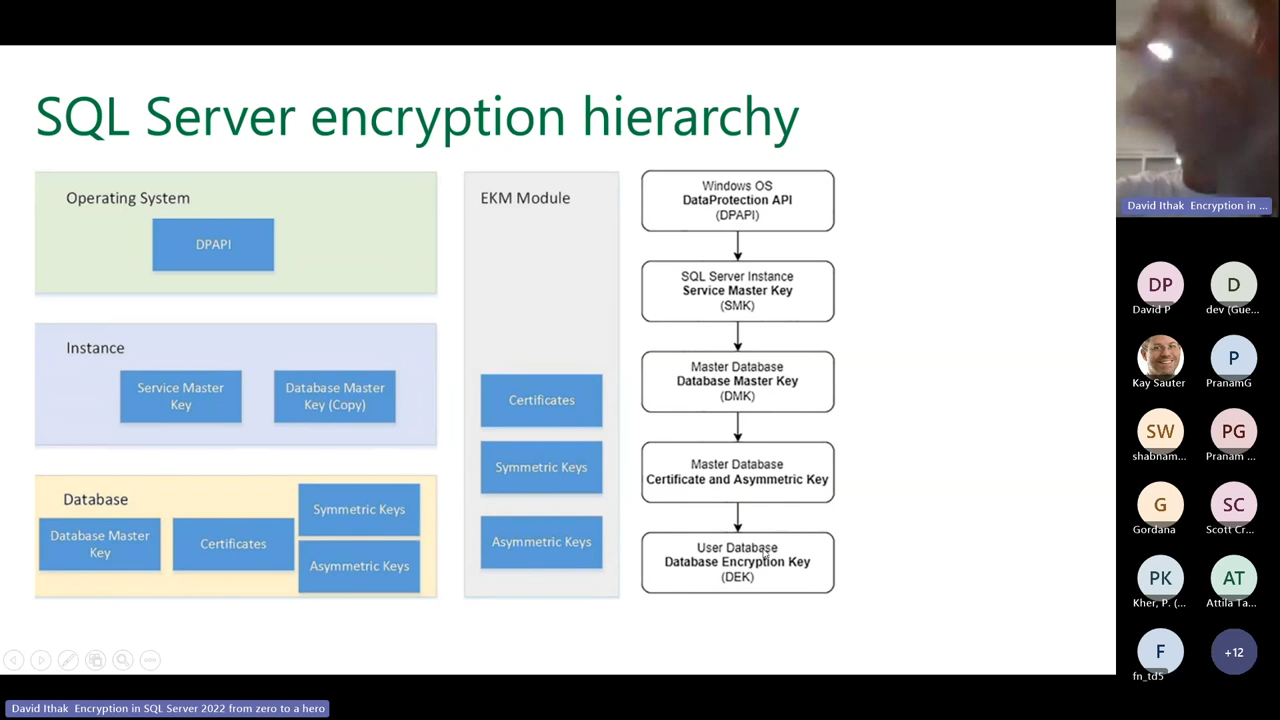 SQL Server encryption hierarchy
Operating System
DPAPI
Instance
Service Master
Key
Database Master
Key (Copy)
Database
Database Master
Key
Certificates
Symmetric Keys
Asymmetric Keys
EKM Module
Certificates
Symmetric Keys
Asymmetric Keys
Windows OS
DataProtection API
(DPAPI)
SQL Server Instance
Service Master Key
(SMK)
Master Database
Database Master Key
(DMK)
Master Database
Certificate and Asymmetric Key
User Database
Database Encryption Key
(DEK)
David Ithak Encryption in ...
DP
David P
D
dev (Gue...
Kay Sauter
P
PranamG
SW
shabnam...
PG
Pranam ...
G
Gordana
SC
Scott Cr...
PK
Kher, P. (...
AT
Attila Ta...
F
fn_td5
+12
David Ithak Encryption in SQL Server 2022 from zero to a hero